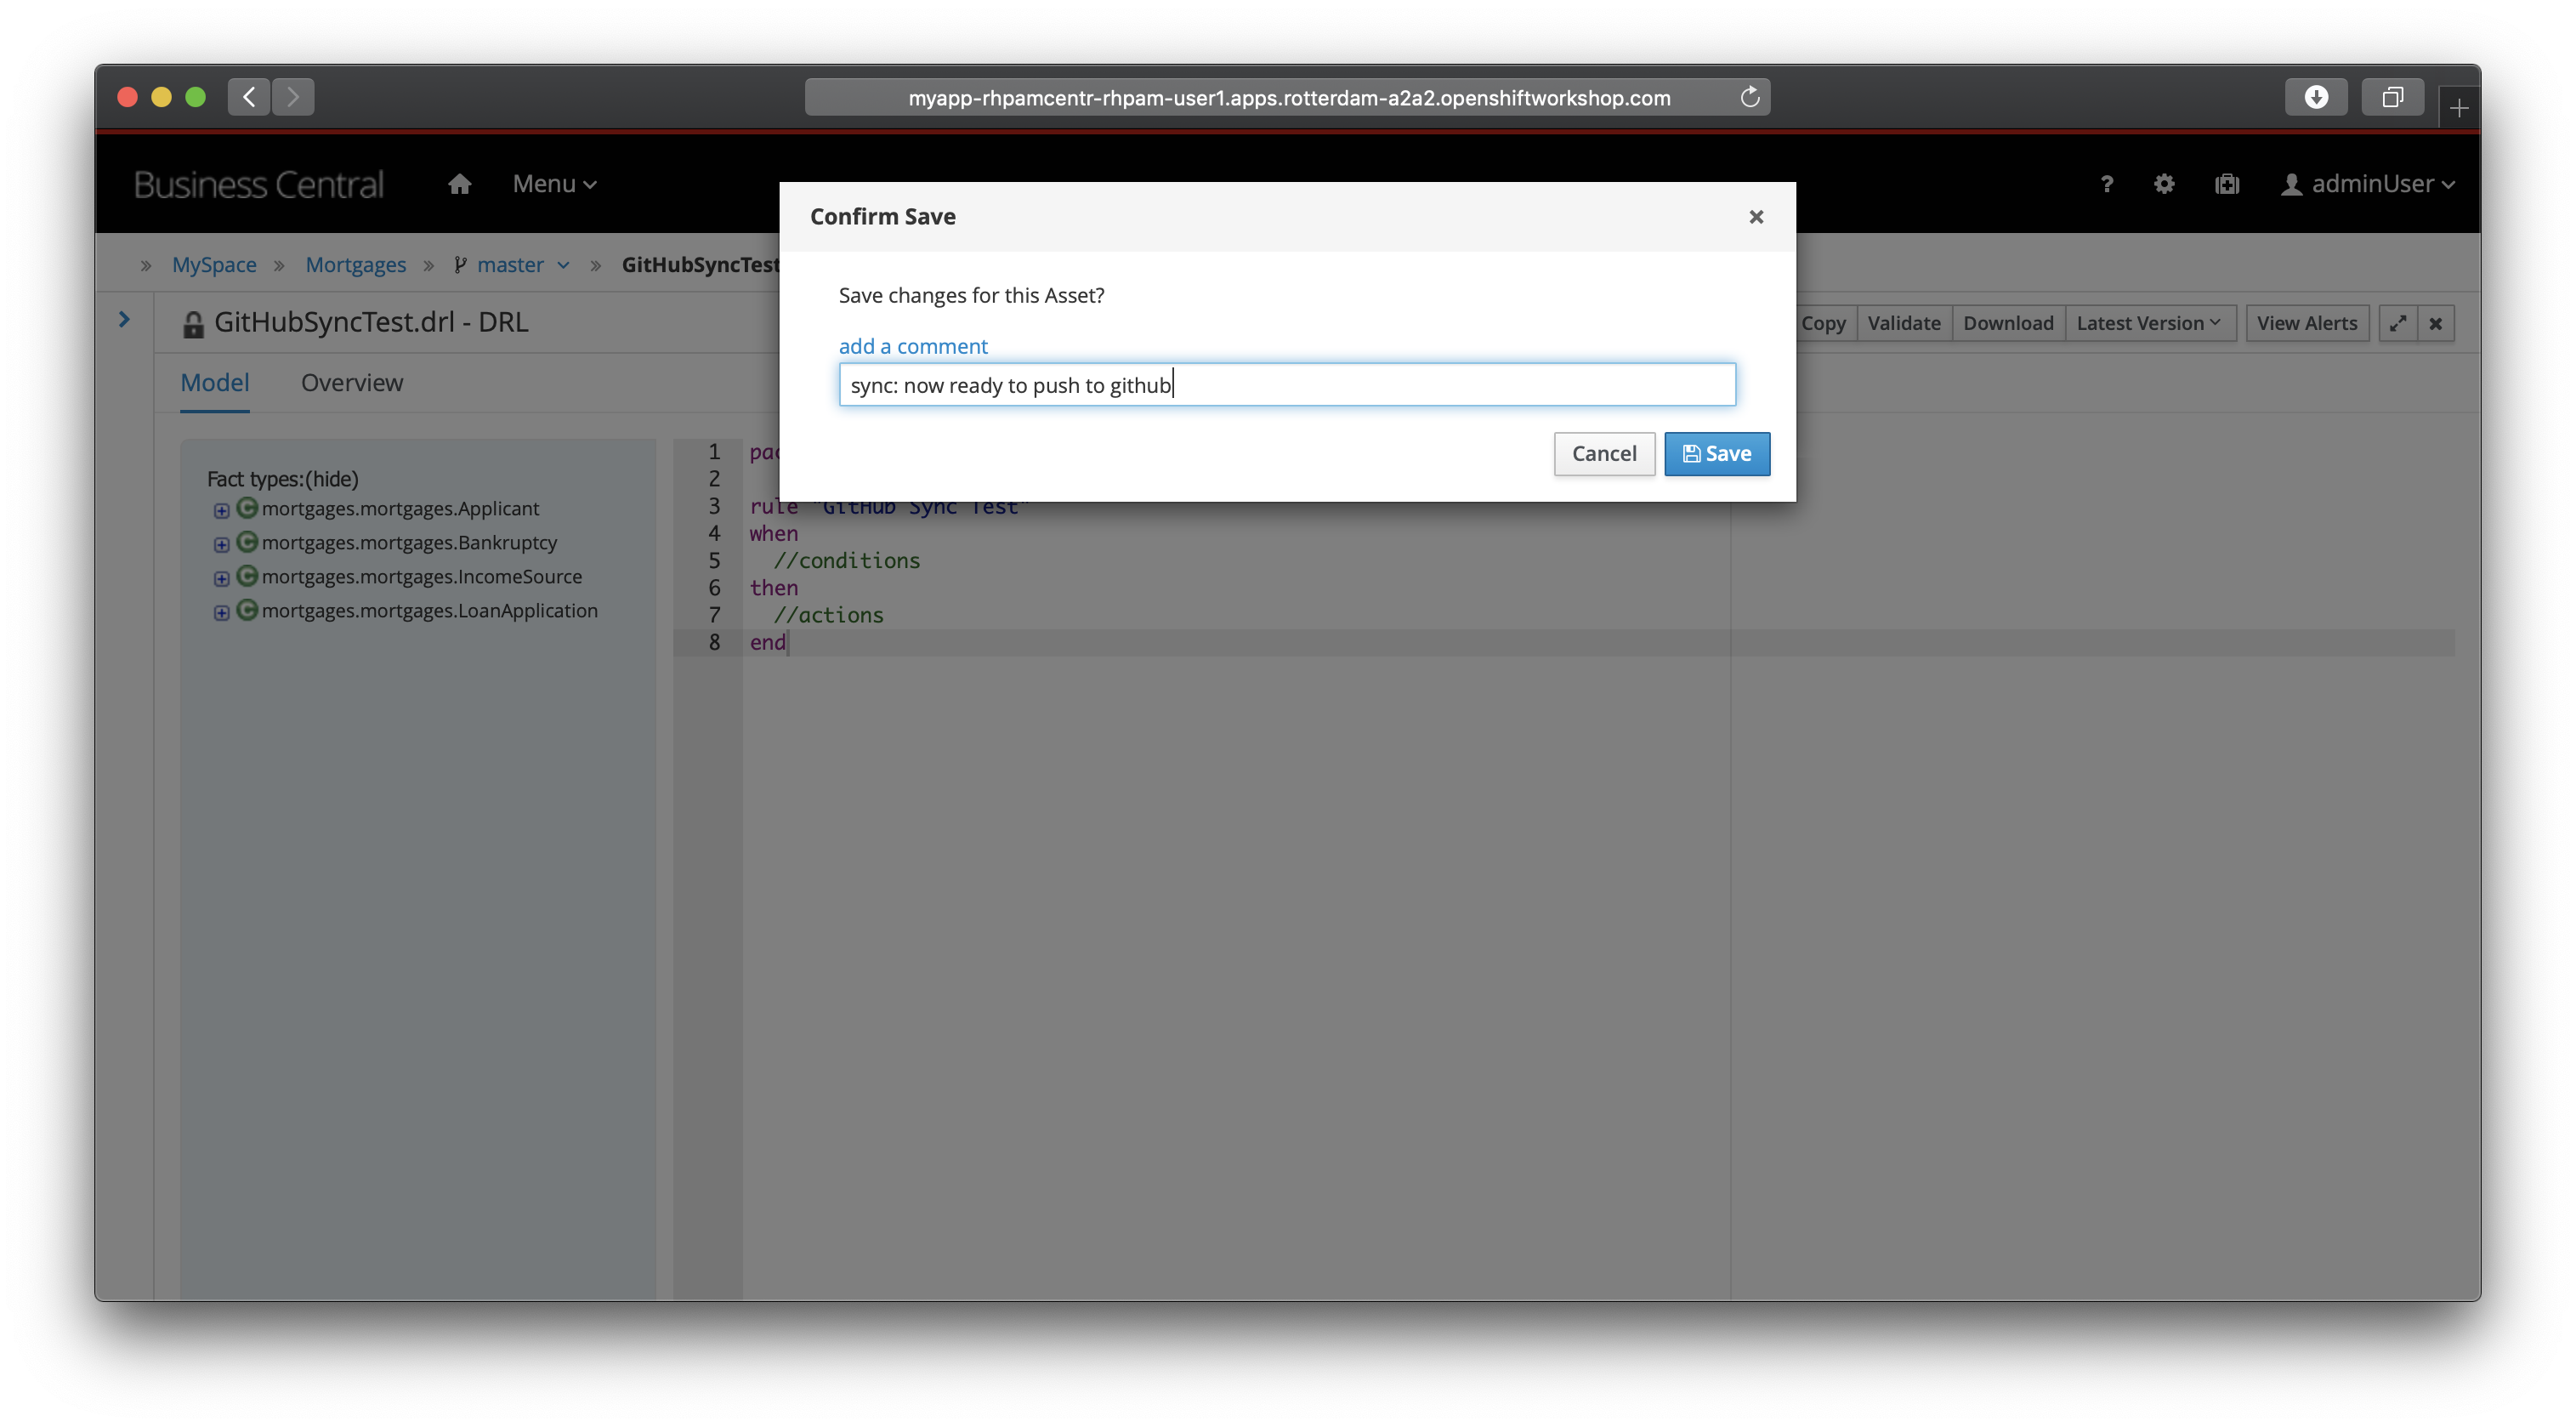 myapp-rhpamcentr-rhpam-user1.apps.rotterdam-a2a2.openshiftworkshop.com
Business Central Menu ? adminUser
Confirm Save
» MySpace » Mortgages » master » GitHubSyncTest
Save changes for this Asset?
GitHubSyncTest.drl - DRL
Copy Validate Download Latest Version View Alerts
add a comment
Model Overview
sync: now ready to push to github
Cancel Save
Fact types:(hide)
mortgages.mortgages.Applicant
mortgages.mortgages.Bankruptcy
mortgages.mortgages.IncomeSource
mortgages.mortgages.LoanApplication
1 pac
2
3 rule "GitHub Sync Test"
4 when
5 //conditions
6 then
7 //actions
8 end